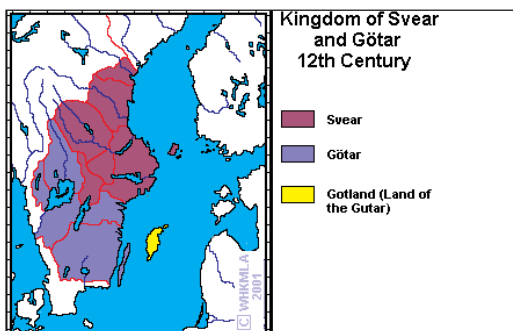 Kingdom of Svear
and Götar
12th Century
Svear
Götar
Gotland (Land of
the Gutar)
C WHKMLA
2001